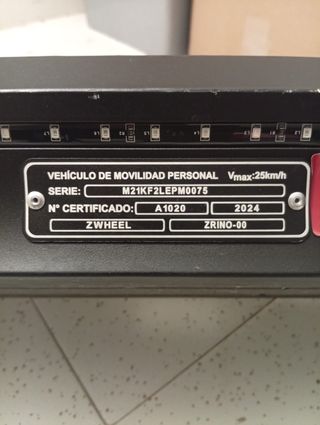 VEHÍCULO DE MOVILIDAD PERSONAL Vmax:25km/h
SERIE: M21KF2LEPM0075
Nº CERTIFICADO: A1020 2024
ZWHEEL ZRINO-00